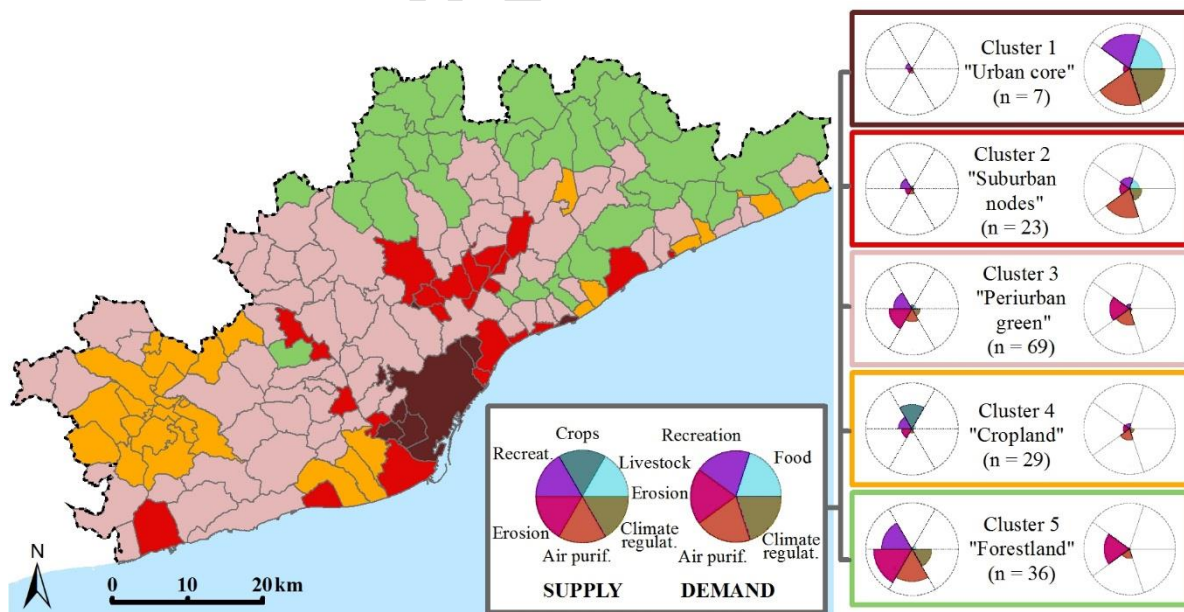 Cluster 1
"Urban core"
(n = 7)
Cluster 2
"Suburban
nodes"
(n = 23)
Cluster 3
"Periurban
green"
(n = 69)
Cluster 4
"Cropland"
(n = 29)
Cluster 5
"Forestland"
(n = 36)
Crops
Recreat.
Livestock
Erosion
Climate
regulat.
Air purif.
SUPPLY
Recreation
Food
Erosion
Climate
regulat.
Air purif.
DEMAND
N
0 10 20 km